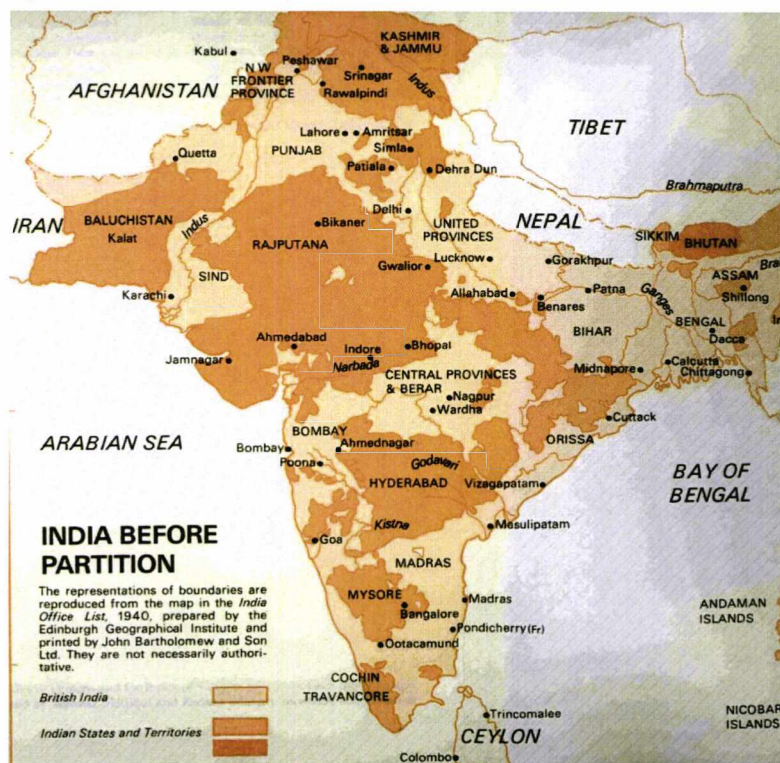 KASHMIR
& JAMMU
Kabul
Peshawar
N W
FRONTIER
PROVINCE
Srinagar
Indus
Rawalpindi
AFGHANISTAN
TIBET
Lahore
Amritsar
PUNJAB
Simla
Quetta
Patiala
Dehra Dun
Brahmaputra
Delhi
IRAN
BALUCHISTAN
Kalat
Indus
Bikaner
RAJPUTANA
UNITED
PROVINCES
NEPAL
SIKKIM
BHUTAN
Lucknow
Gorakhpur
Gwalior
SIND
ASSAM
Shillong
Karachi
Allahabad
Benares
Patna
Ganges
BIHAR
BENGAL
Dacca
Ahmedabad
Indore
Bhopal
Jamnagar
Narbada
CENTRAL PROVINCES
& BERAR
Midnapore
Calcutta
Chittagong
Nagpur
Wardha
Cuttack
BOMBAY
ORISSA
ARABIAN SEA
Bombay
Ahmednagar
Poona
Godavari
HYDERABAD
Vizagapatam
BAY OF
BENGAL
Kistna
Masulipatam
Goa
INDIA BEFORE
PARTITION
The representations of boundaries are
reproduced from the map in the India
Office List, 1940, prepared by the
Edinburgh Geographical Institute and
printed by John Bartholomew and Son
Ltd. They are not necessarily authori-
tative.
MADRAS
MYSORE
Bangalore
Madras
Pondicherry (Fr)
Ootacamund
ANDAMAN
ISLANDS
COCHIN
TRAVANCORE
British India
Indian States and Territories
Trincomalee
CEYLON
Colombo
NICOBAR
ISLANDS